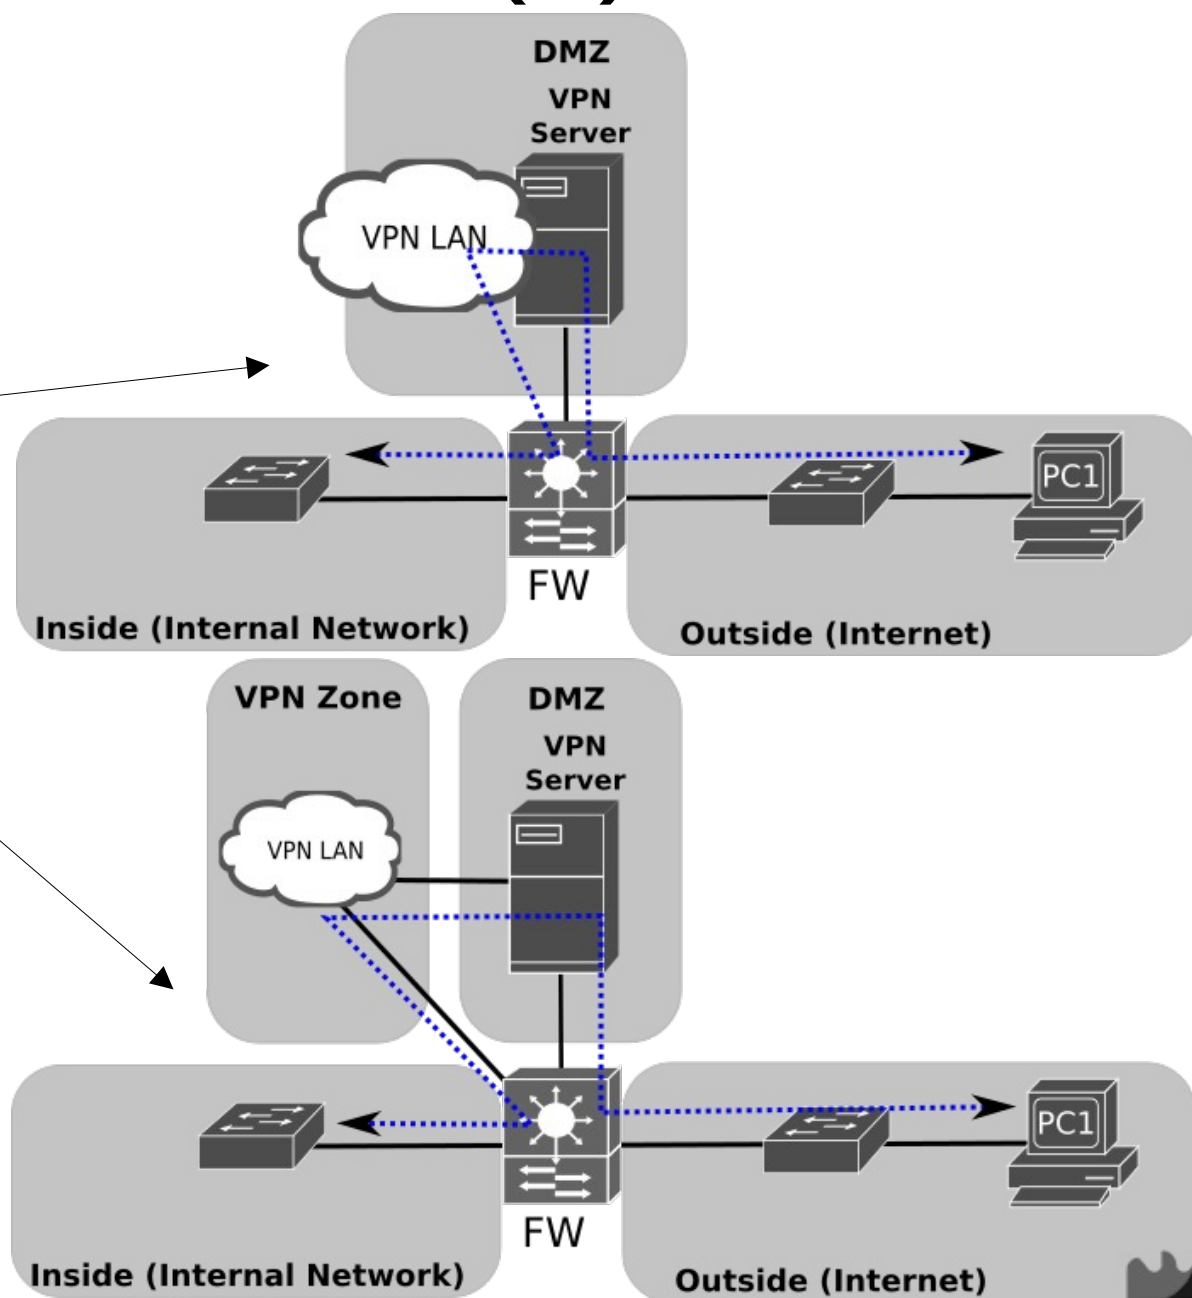 DMZ
VPN
Server
VPN LAN
PC1
FW
Inside (Internal Network)
Outside (Internet)
VPN Zone
DMZ
VPN
Server
VPN LAN
PC1
FW
Inside (Internal Network)
Outside (Internet)